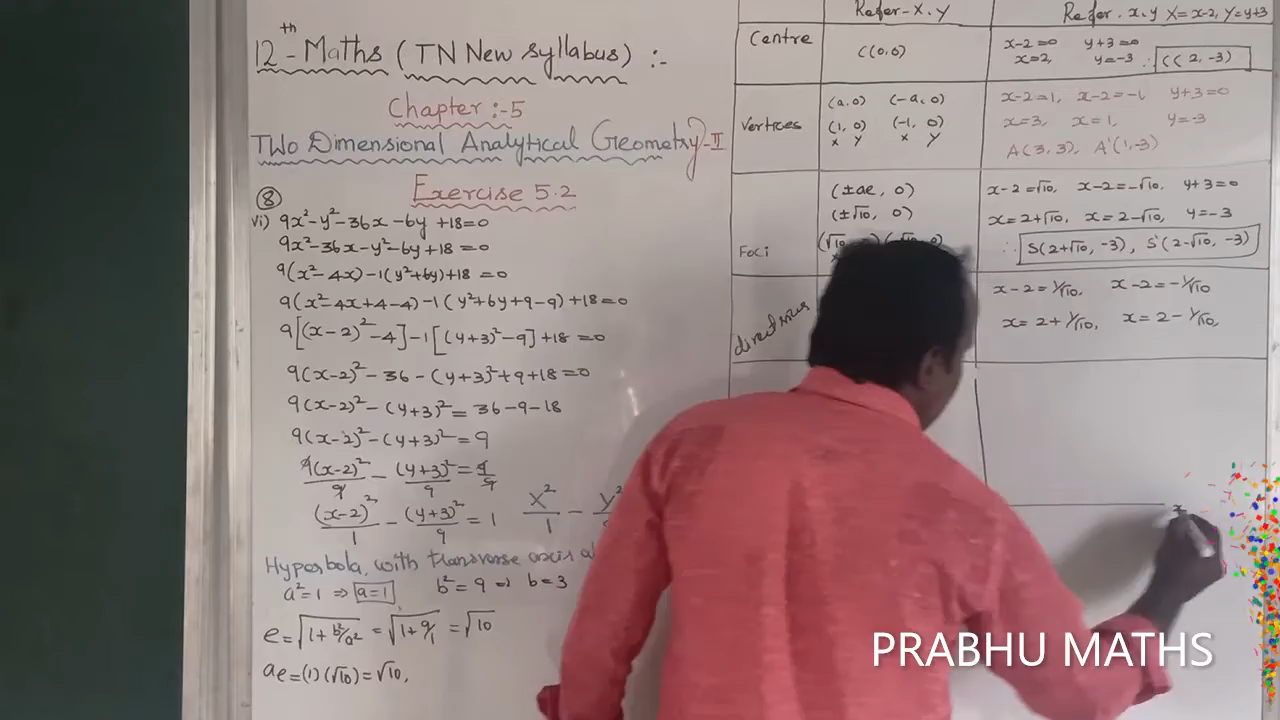 12th - Maths (TN New syllabus) :-
Chapter :-5
Two Dimensional Analytical Geometry-II
Exercise 5.2
⑧
vi) 9x²-y²-36x-6y+18=0
9x²-36x-y²-6y+18=0
9(x²-4x)-1(y²+6y)+18=0
9(x²-4x+4-4)-1(y²+6y+9-9)+18=0
9[(x-2)²-4]-1[(y+3)²-9]+18=0
9(x-2)²-36-(y+3)²+9+18=0
9(x-2)²-(y+3)²=36-9-18
9(x-2)²-(y+3)²=9
9(x-2)²/9 - (y+3)²/9 = 9/9
(x-2)²/1 - (y+3)²/9 = 1 X²/1 - Y²
Hyperbola, with transverse axis
a²=1 ⇒ a=1 b²=9 ⇒ b=3
e=√(1+b²/a²) = √(1+9/1) = √10
ae=(1)(√10)=√10,
Refer-X,Y Refer. x,y X=x-2, Y=y+3
Centre C(0,0) x-2=0 y+3=0
x=2, y=-3 ∴ C(2,-3)
Vertices (a,0) (-a,0) x-2=1, x-2=-1, y+3=0
(1,0) (-1,0) x=3, x=1, y=-3
x y x y A(3,3), A'(1,-3)
Foci (±ae, 0) x-2=√10, x-2=-√10, y+3=0
(±√10, 0) x=2+√10, x=2-√10, y=-3
(√10 ∴ S(2+√10, -3), S'(2-√10, -3)
directrices x-2=1/√10, x-2=-1/√10
x=2+1/√10, x=2-1/√10,
x
PRABHU MATHS